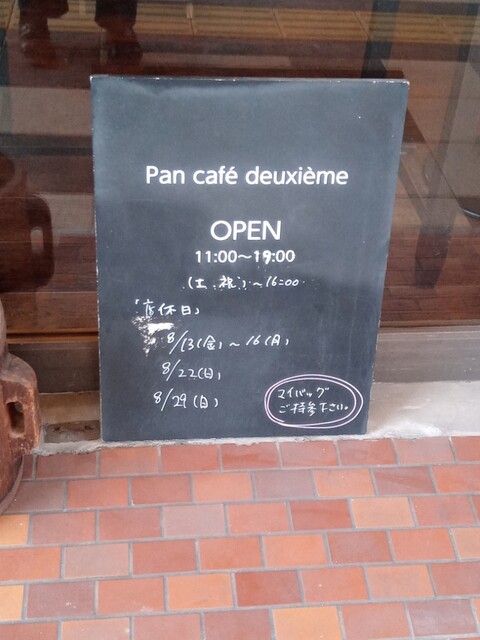 Pan café deuxième
OPEN
11:00～19:00
(土、祝)～16:00
「店休日」
8/13(金)～16(月)
8/22(日)
8/29(日)
マイバッグ
ご持参下さい。